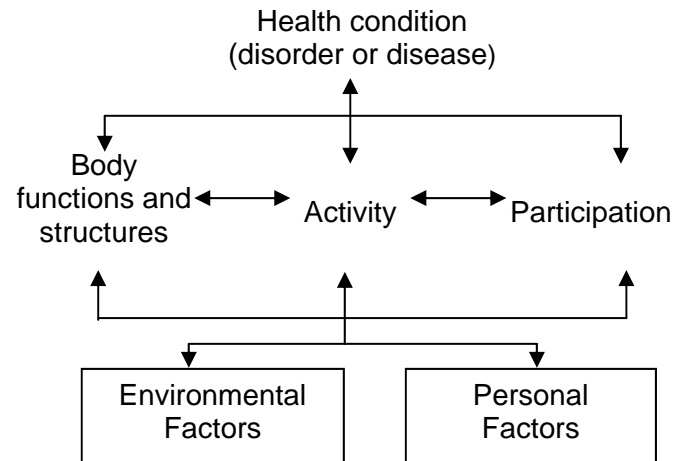 Health condition
(disorder or disease)
Body
functions and
structures
Activity
Participation
Environmental
Factors
Personal
Factors